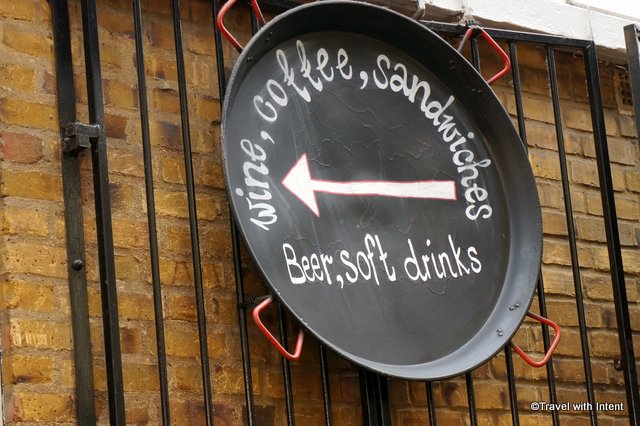 wine, coffee, sandwiches
Beer, soft drinks
©Travel with Intent